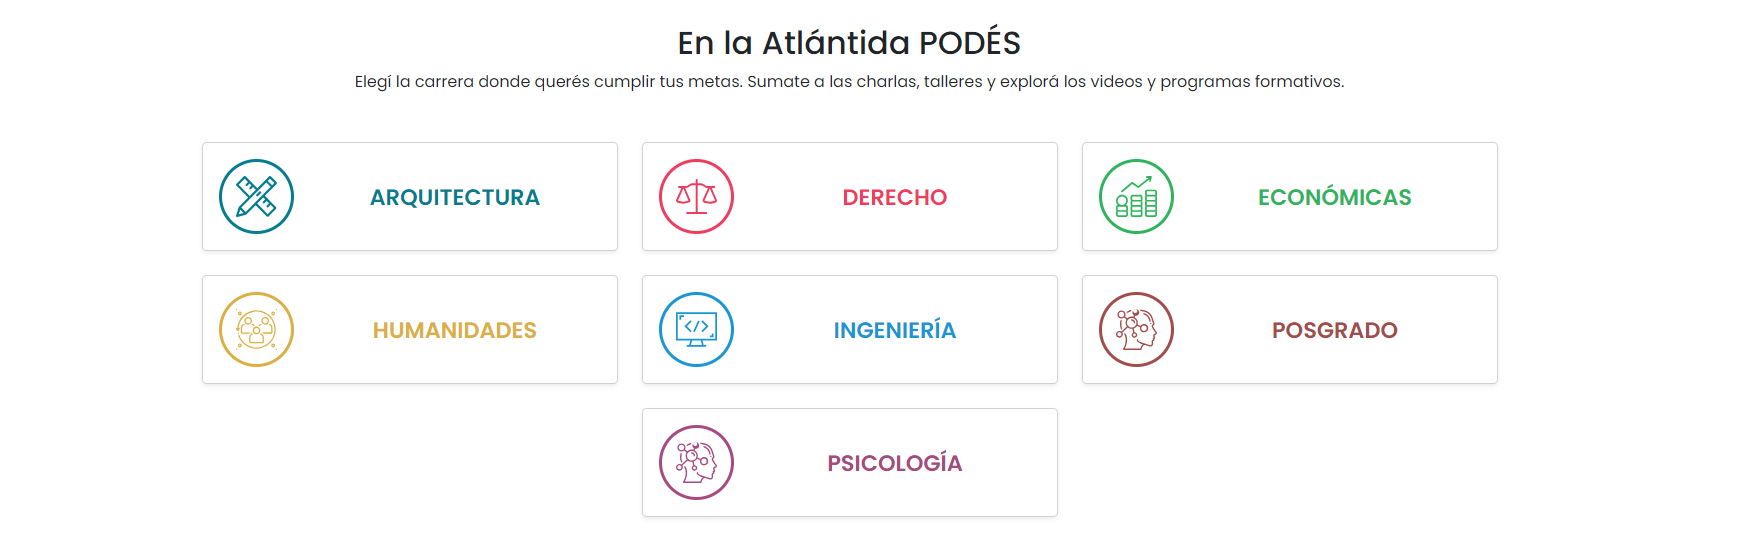 En la Atlántida PODÉS
Elegí la carrera donde querés cumplir tus metas. Sumate a las charlas, talleres y explorá los videos y programas formativos.
ARQUITECTURA
DERECHO
ECONÓMICAS
HUMANIDADES
INGENIERÍA
POSGRADO
PSICOLOGÍA